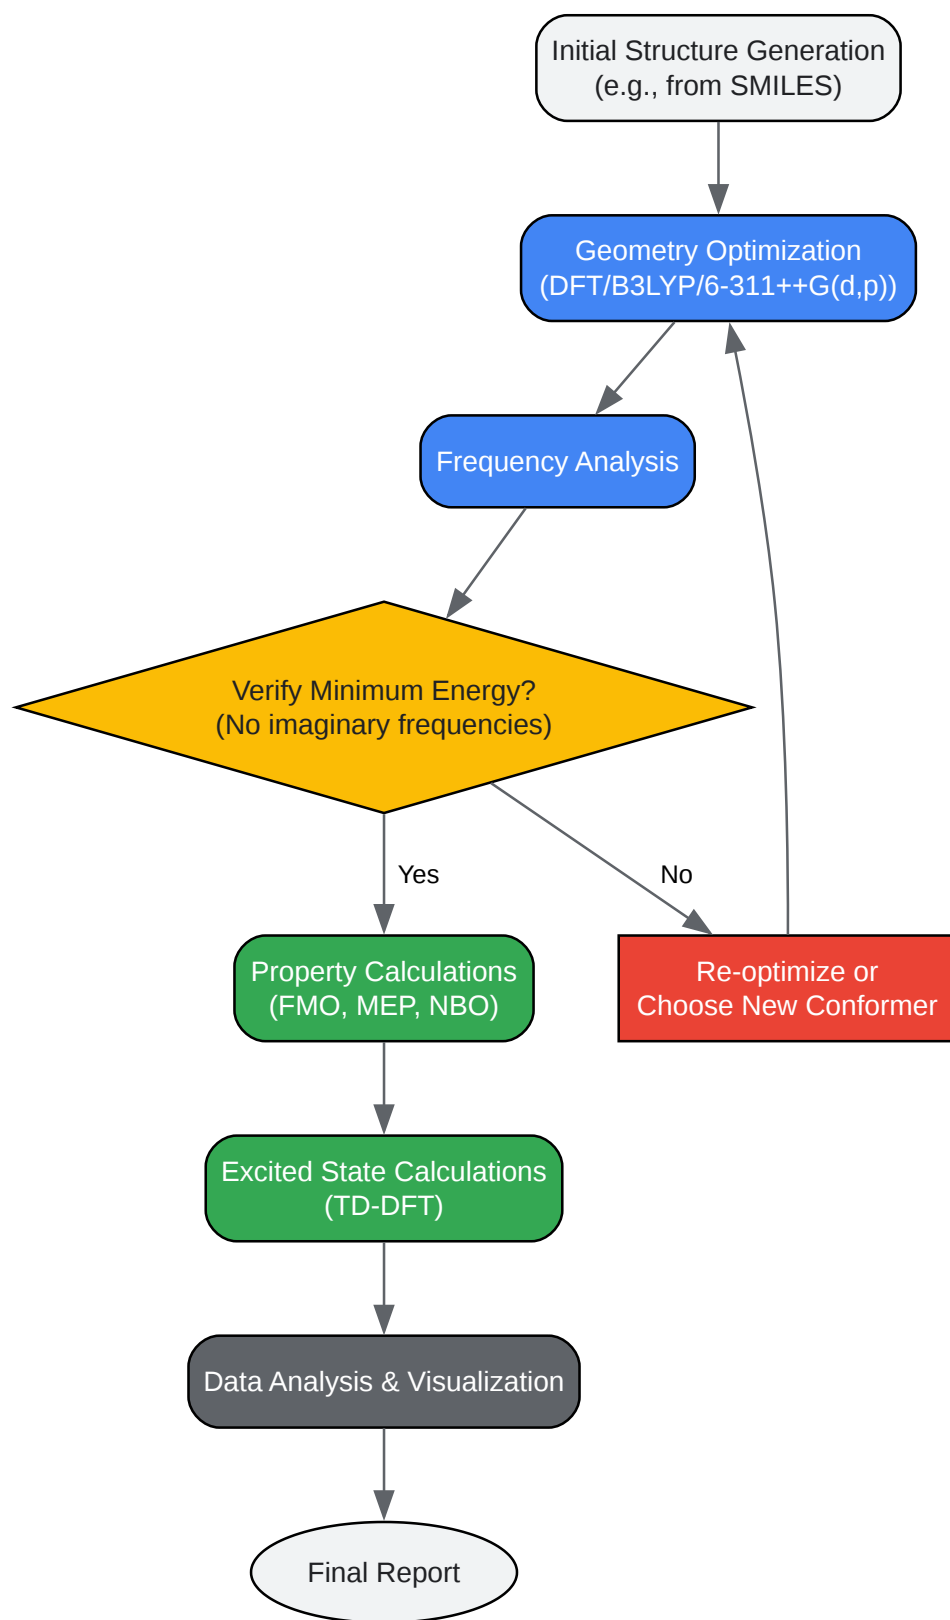 Initial Structure Generation
(e.g., from SMILES)
Geometry Optimization
(DFT/B3LYP/6-311++G(d,p))
Frequency Analysis
Verify Minimum Energy?
(No imaginary frequencies)
Yes
No
Property Calculations
(FMO, MEP, NBO)
Re-optimize or
Choose New Conformer
Excited State Calculations
(TD-DFT)
Data Analysis & Visualization
Final Report